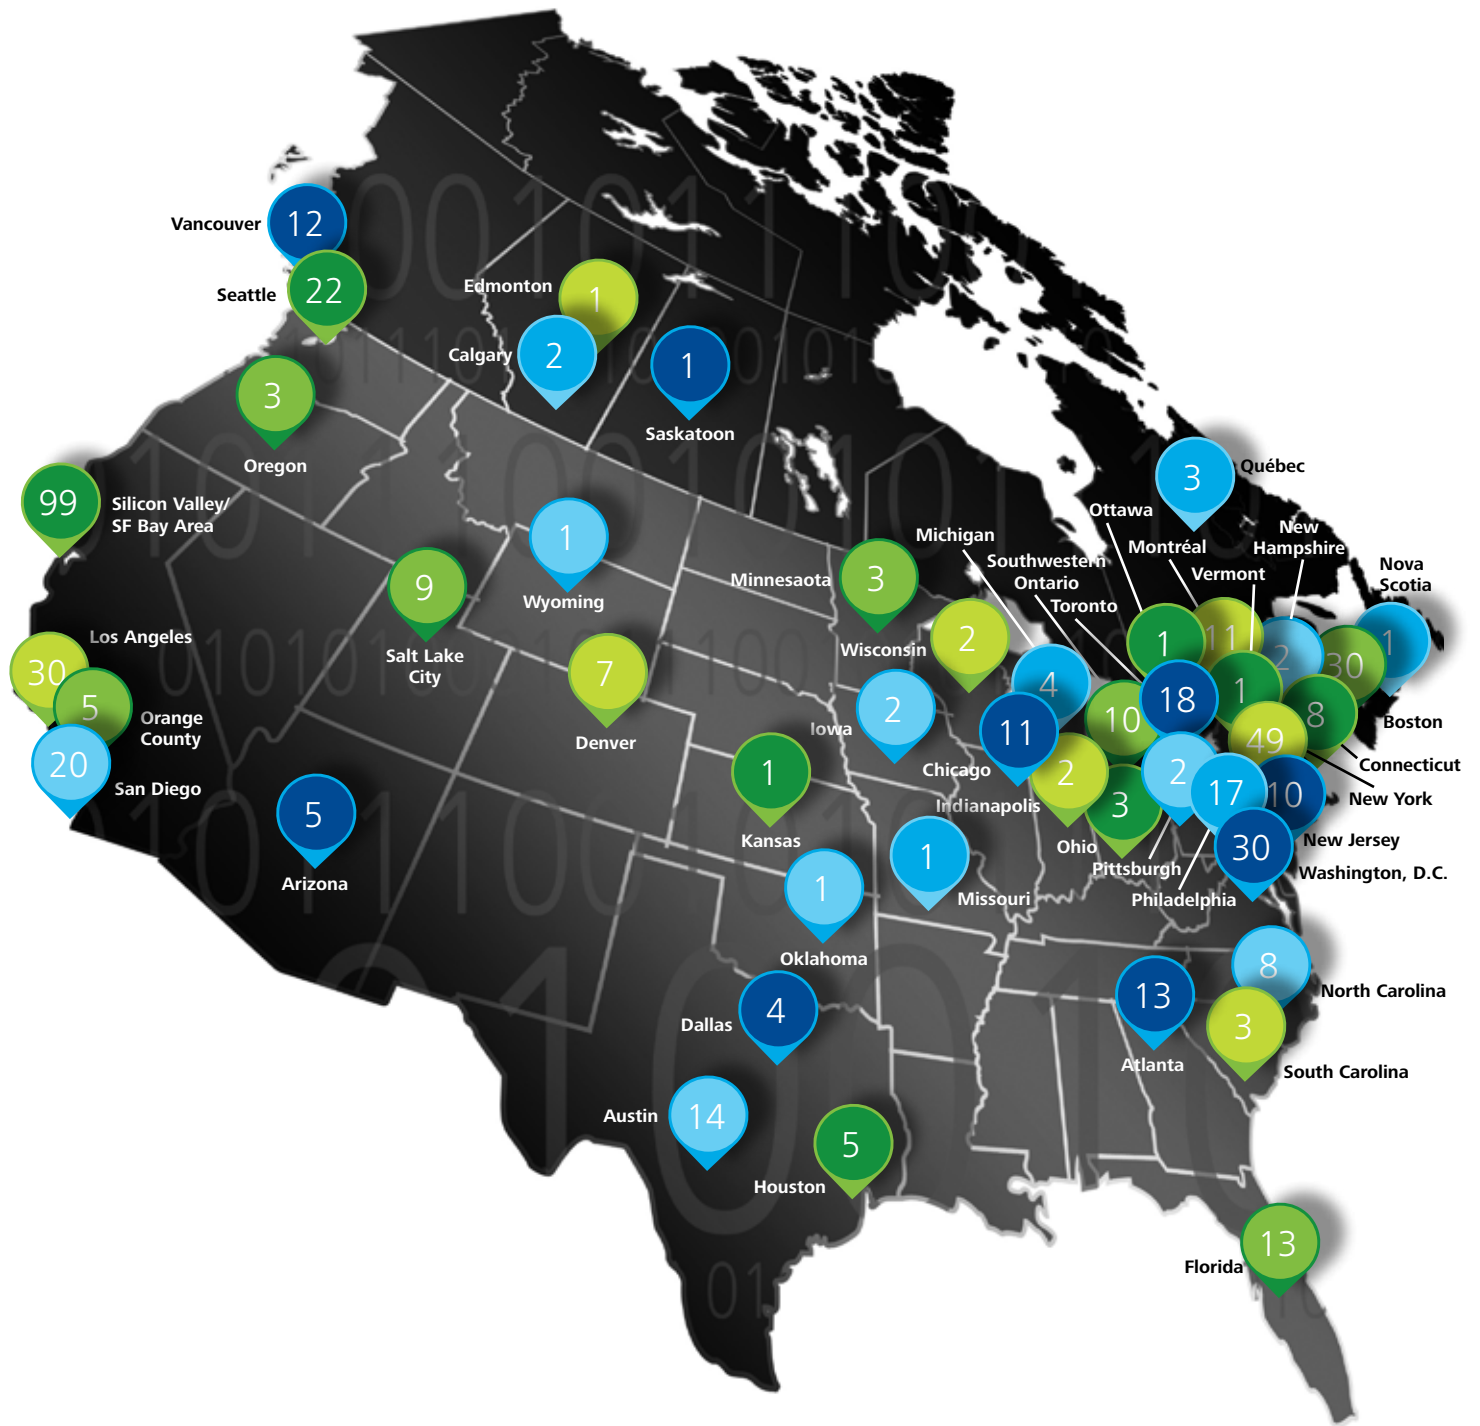 Vancouver
12
Seattle
22
Edmonton
1
Calgary
2
1
Saskatoon
3
Oregon
99
Silicon Valley/
SF Bay Area
1
Wyoming
9
Salt Lake
City
Los Angeles
30
5
Orange
County
20
San Diego
7
Denver
5
Arizona
1
Kansas
1
Oklahoma
Dallas
4
Austin
14
5
Houston
Minnesaota
3
Wisconsin
2
Iowa
2
Michigan
4
11
Chicago
2
Indianapolis
1
Missouri
3
Ohio
Southwestern
Ontario
10
Toronto
18
Ottawa
1
Montréal
11
3
Québec
New
Hampshire
2
Vermont
1
Nova
Scotia
1
30
Boston
8
Connecticut
49
New York
10
New Jersey
2
Pittsburgh
17
Philadelphia
30
Washington, D.C.
8
North Carolina
3
South Carolina
13
Atlanta
13
Florida